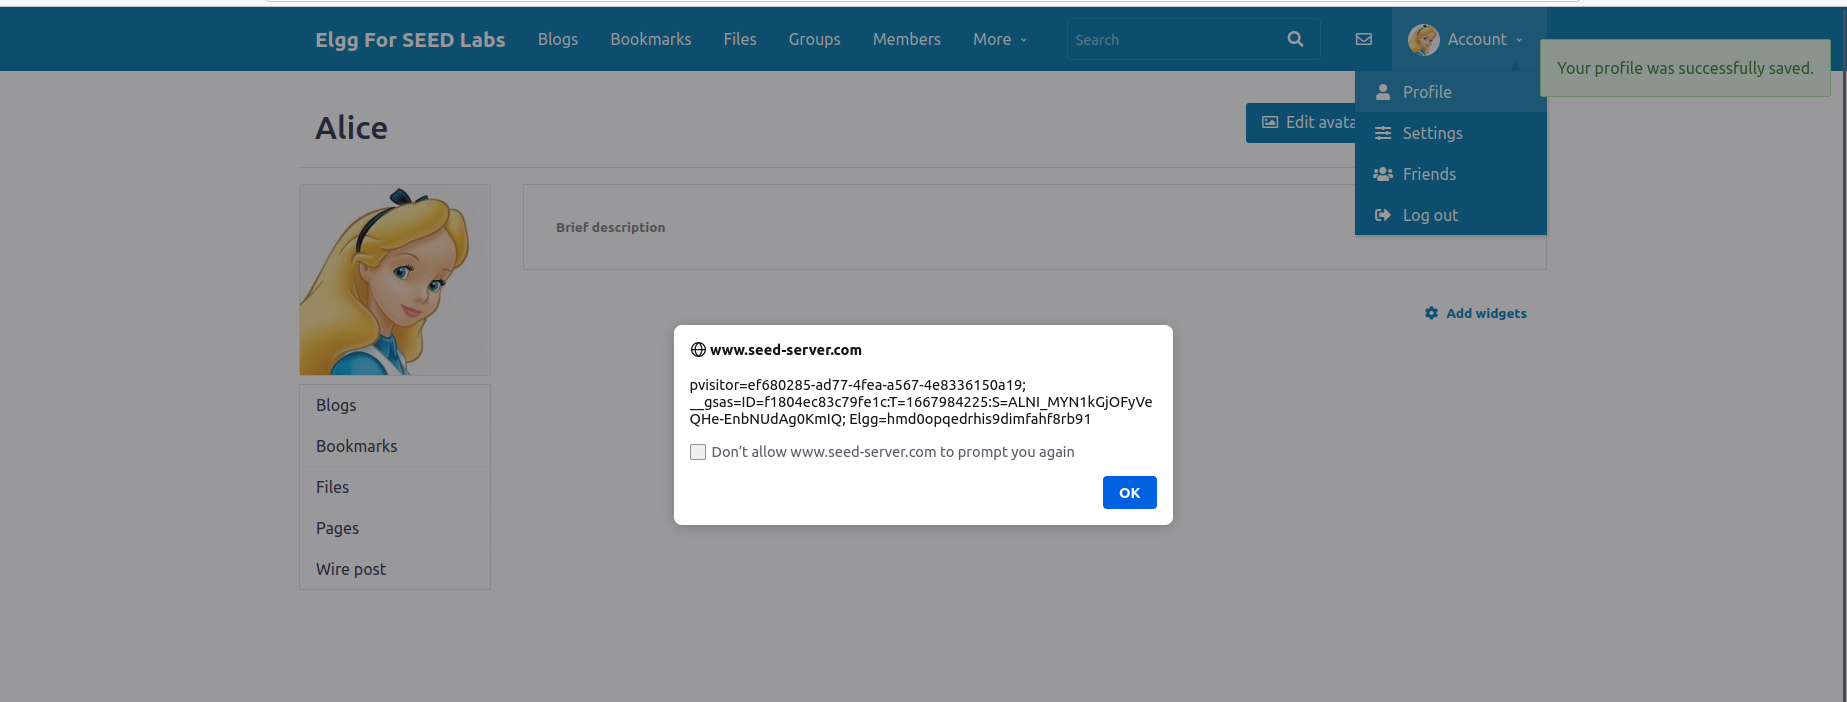 Elgg For SEED Labs Blogs Bookmarks Files Groups Members More Search Account
Your profile was successfully saved.
Profile
Settings
Friends
Log out
Alice
Edit avata
Brief description
Add widgets
www.seed-server.com
pvisitor=ef680285-ad77-4fea-a567-4e8336150a19;
__gsas=ID=f1804ec83c79fe1c:T=1667984225:S=ALNI_MYN1kGjOFyVe
QHe-EnbNUdAg0KmIQ; Elgg=hmd0opqedrhis9dimfahf8rb91
Don’t allow www.seed-server.com to prompt you again
OK
Blogs
Bookmarks
Files
Pages
Wire post